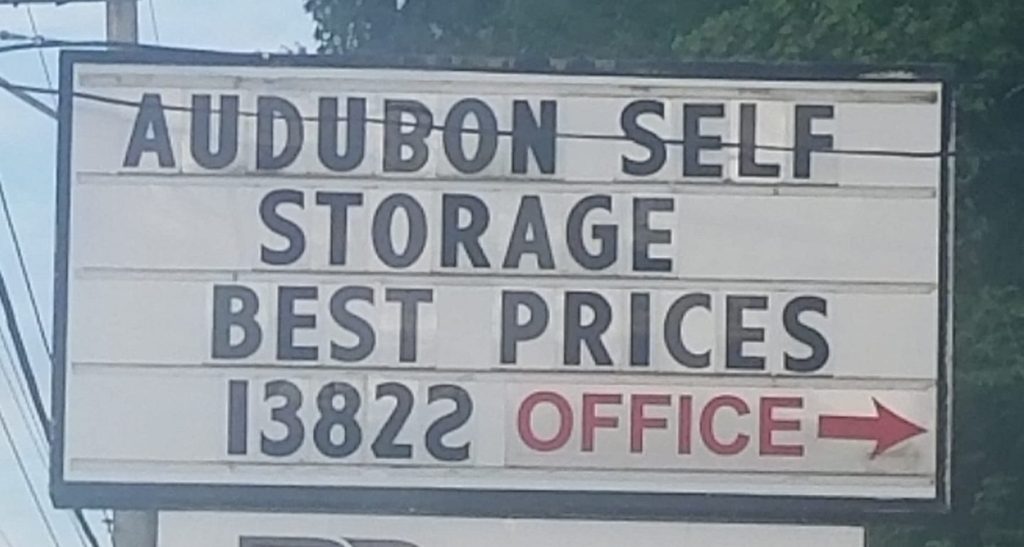 AUDUBON SELF
STORAGE
BEST PRICES
13822 OFFICE →